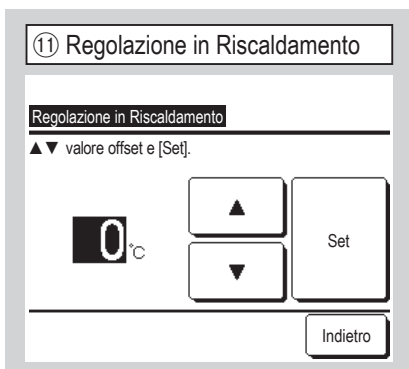 ⑪ Regolazione in Riscaldamento
Regolazione in Riscaldamento
▲▼ valore offset e [Set].
▲
0°C
Set
▼
Indietro